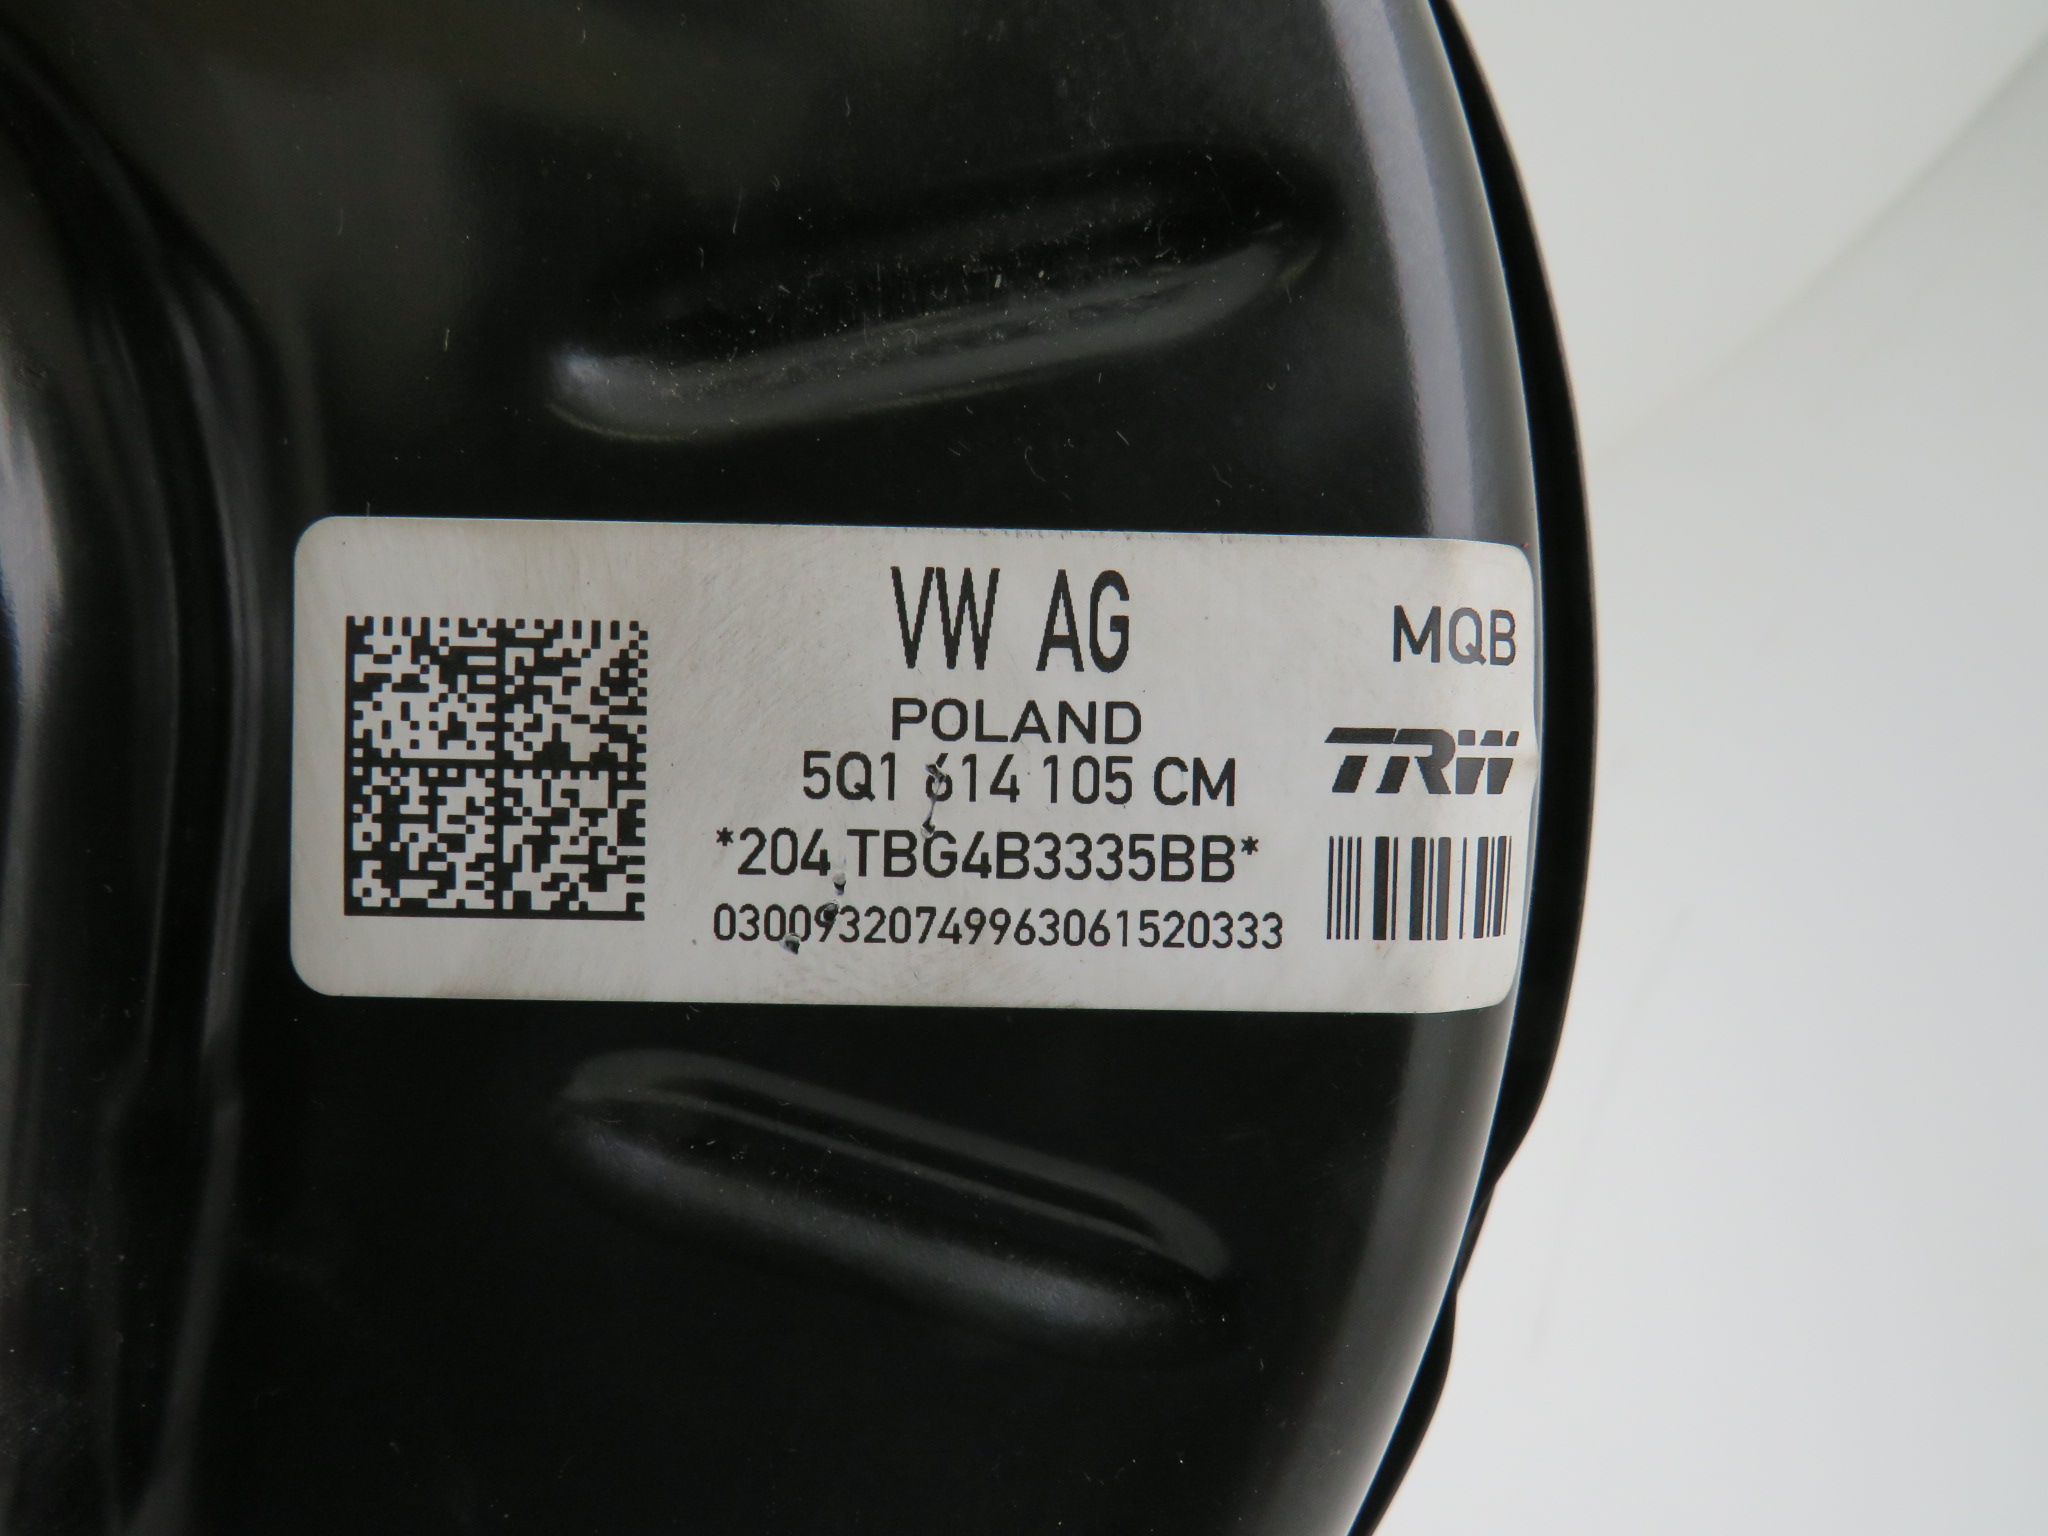 VW AG
MQB
POLAND
TRW
5Q1 614 105 CM
*204 TBG4B3335BB*
03009320749963061520333